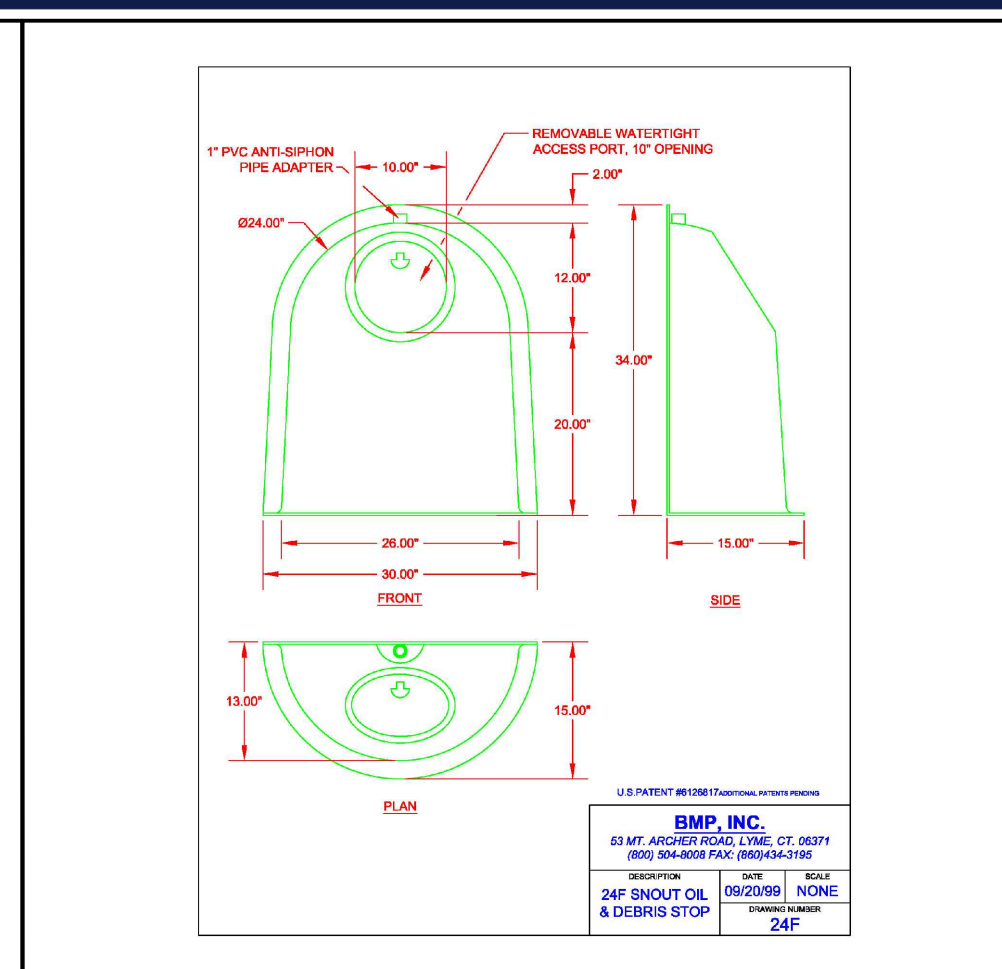 REMOVABLE WATERTIGHT
ACCESS PORT, 10" OPENING
1" PVC ANTI-SIPHON
PIPE ADAPTER
10.00"
2.00"
Ø24.00"
12.00"
34.00"
20.00"
26.00"
15.00"
30.00"
FRONT
SIDE
13.00"
15.00"
PLAN
U.S.PATENT #6126817 ADDITIONAL PATENTS PENDING
BMP, INC.
53 MT. ARCHER ROAD, LYME, CT. 06371
(800) 504-8008 FAX: (860)434-3195
DESCRIPTION
24F SNOUT OIL
& DEBRIS STOP
DATE
09/20/99
SCALE
NONE
DRAWING NUMBER
24F